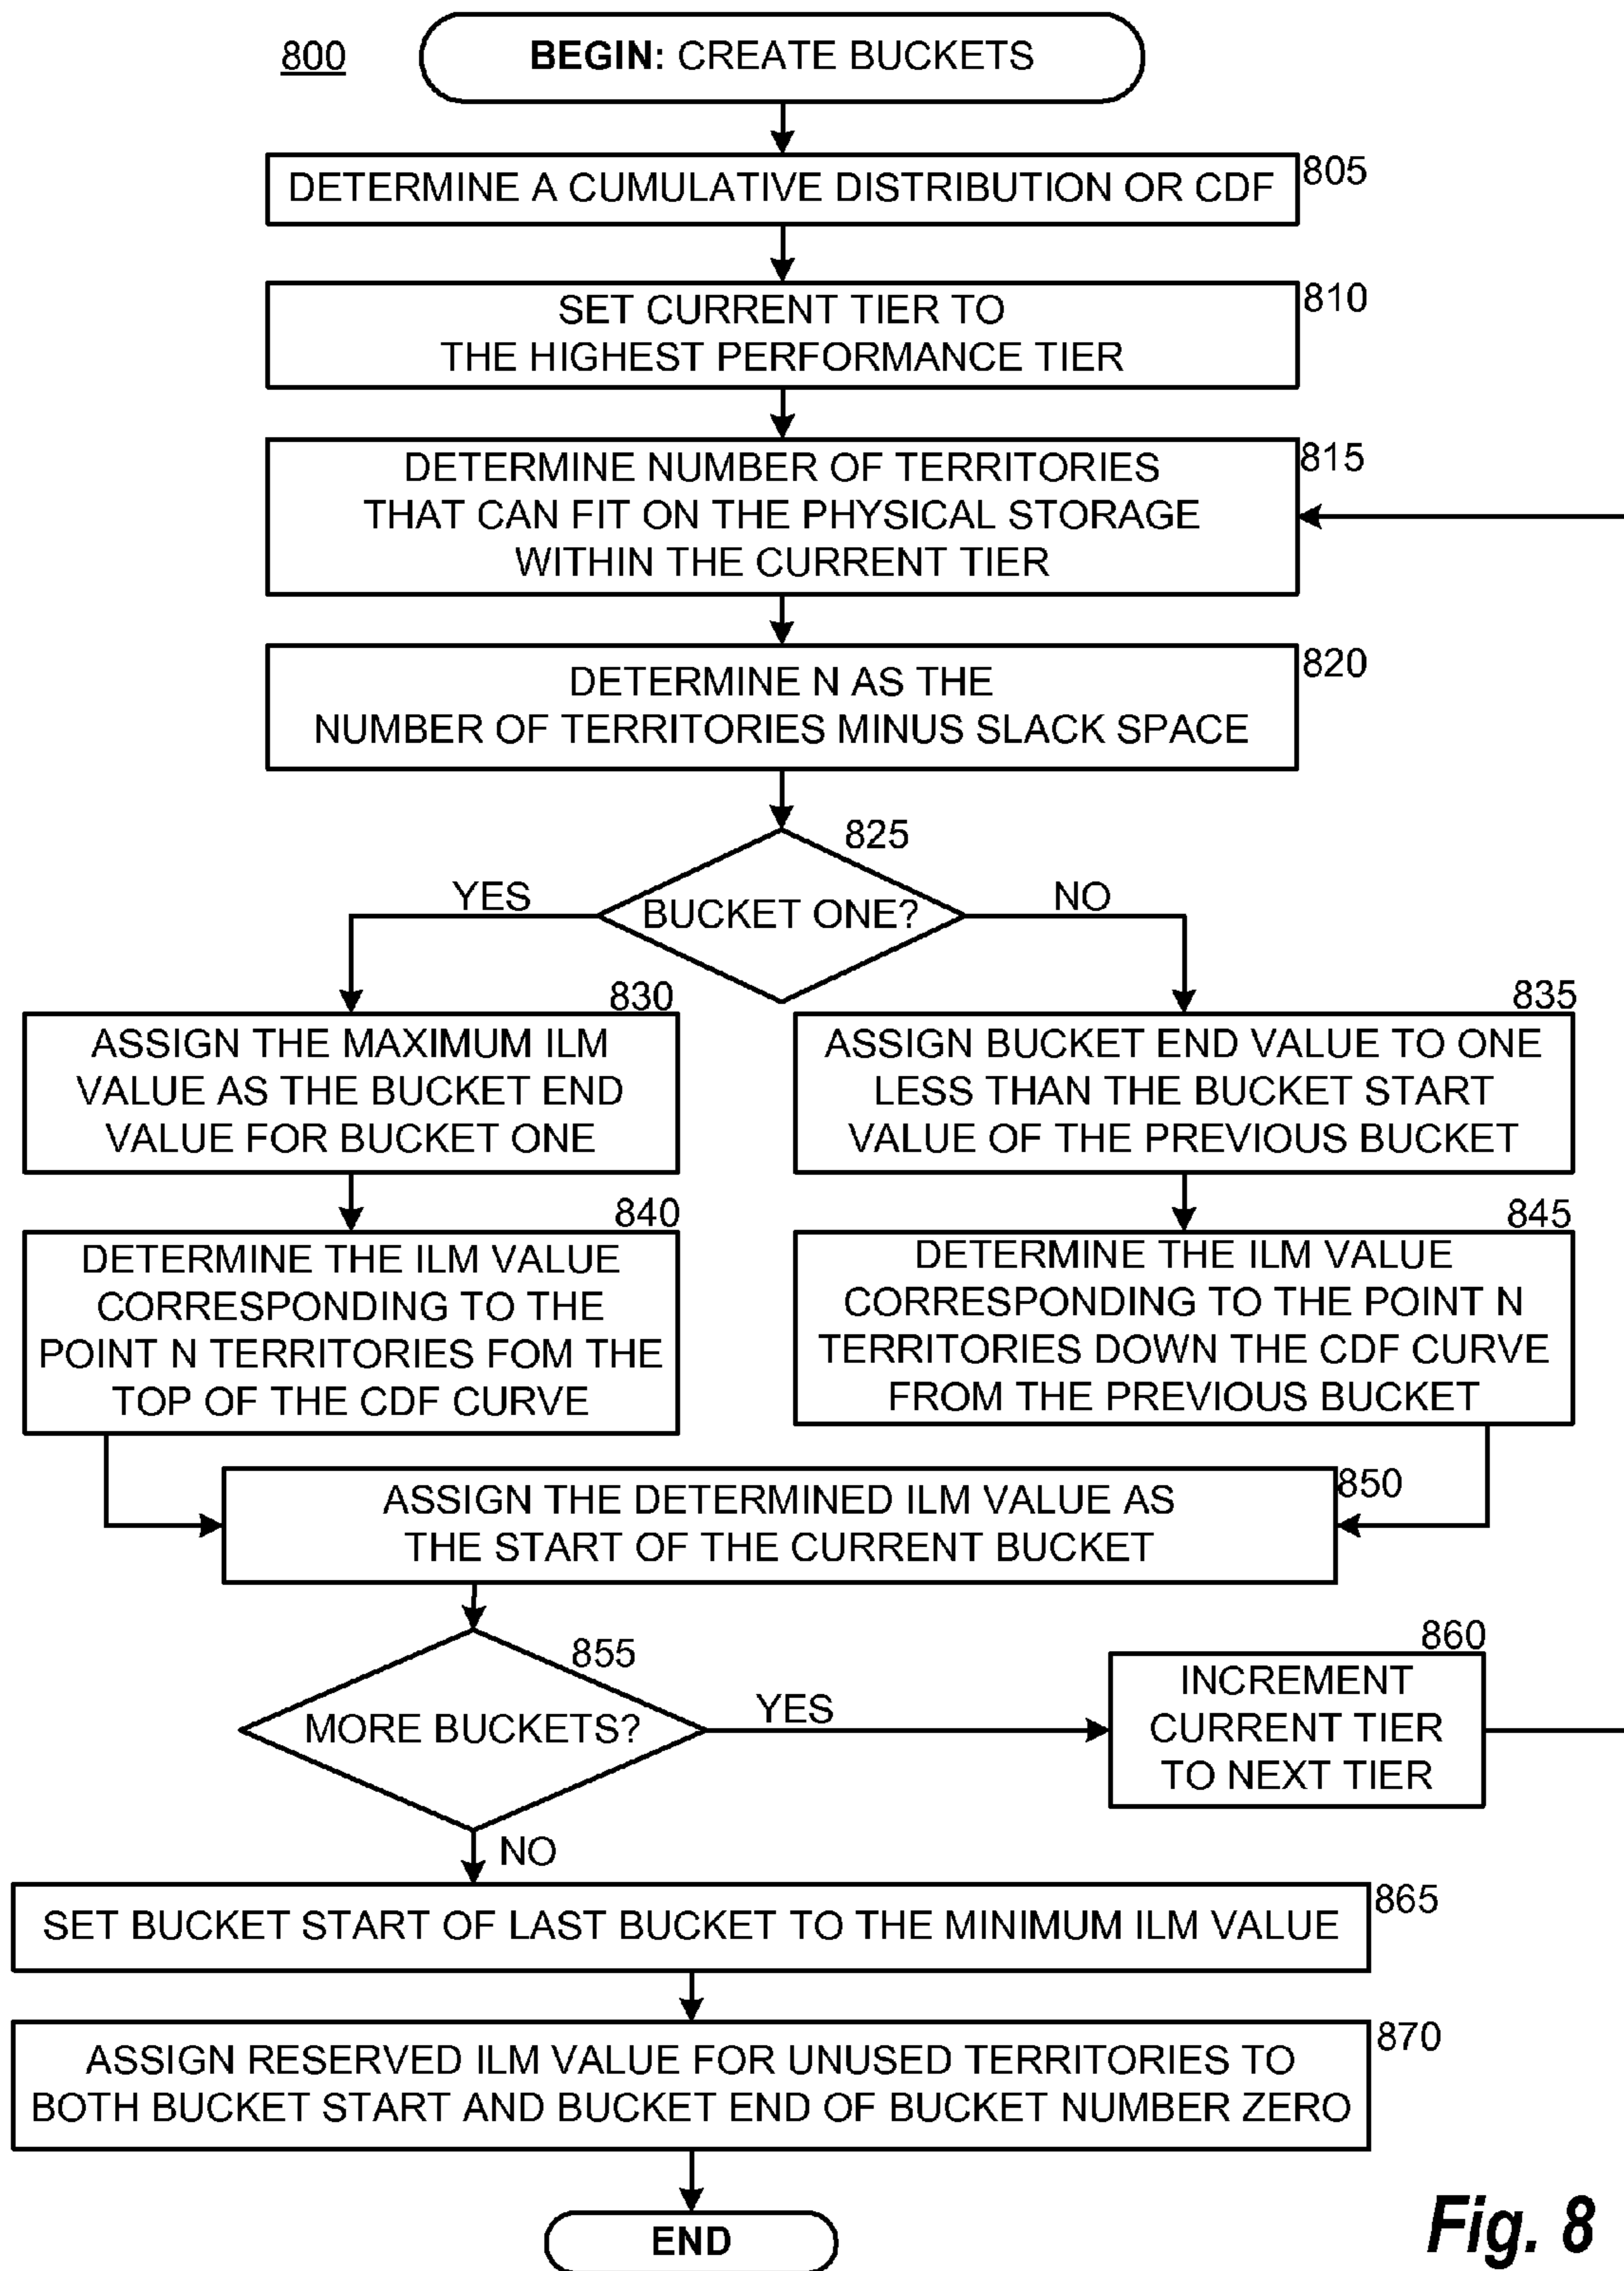 800
BEGIN: CREATE BUCKETS
DETERMINE A CUMULATIVE DISTRIBUTION OR CDF
805
SET CURRENT TIER TO
THE HIGHEST PERFORMANCE TIER
810
DETERMINE NUMBER OF TERRITORIES
THAT CAN FIT ON THE PHYSICAL STORAGE
WITHIN THE CURRENT TIER
815
DETERMINE N AS THE
NUMBER OF TERRITORIES MINUS SLACK SPACE
820
825
BUCKET ONE?
YES
NO
830
ASSIGN THE MAXIMUM ILM
VALUE AS THE BUCKET END
VALUE FOR BUCKET ONE
835
ASSIGN BUCKET END VALUE TO ONE
LESS THAN THE BUCKET START
VALUE OF THE PREVIOUS BUCKET
840
DETERMINE THE ILM VALUE
CORRESPONDING TO THE
POINT N TERRITORIES FOM THE
TOP OF THE CDF CURVE
845
DETERMINE THE ILM VALUE
CORRESPONDING TO THE POINT N
TERRITORIES DOWN THE CDF CURVE
FROM THE PREVIOUS BUCKET
850
ASSIGN THE DETERMINED ILM VALUE AS
THE START OF THE CURRENT BUCKET
855
MORE BUCKETS?
YES
860
INCREMENT
CURRENT TIER
TO NEXT TIER
NO
865
SET BUCKET START OF LAST BUCKET TO THE MINIMUM ILM VALUE
870
ASSIGN RESERVED ILM VALUE FOR UNUSED TERRITORIES TO
BOTH BUCKET START AND BUCKET END OF BUCKET NUMBER ZERO
END
Fig. 8